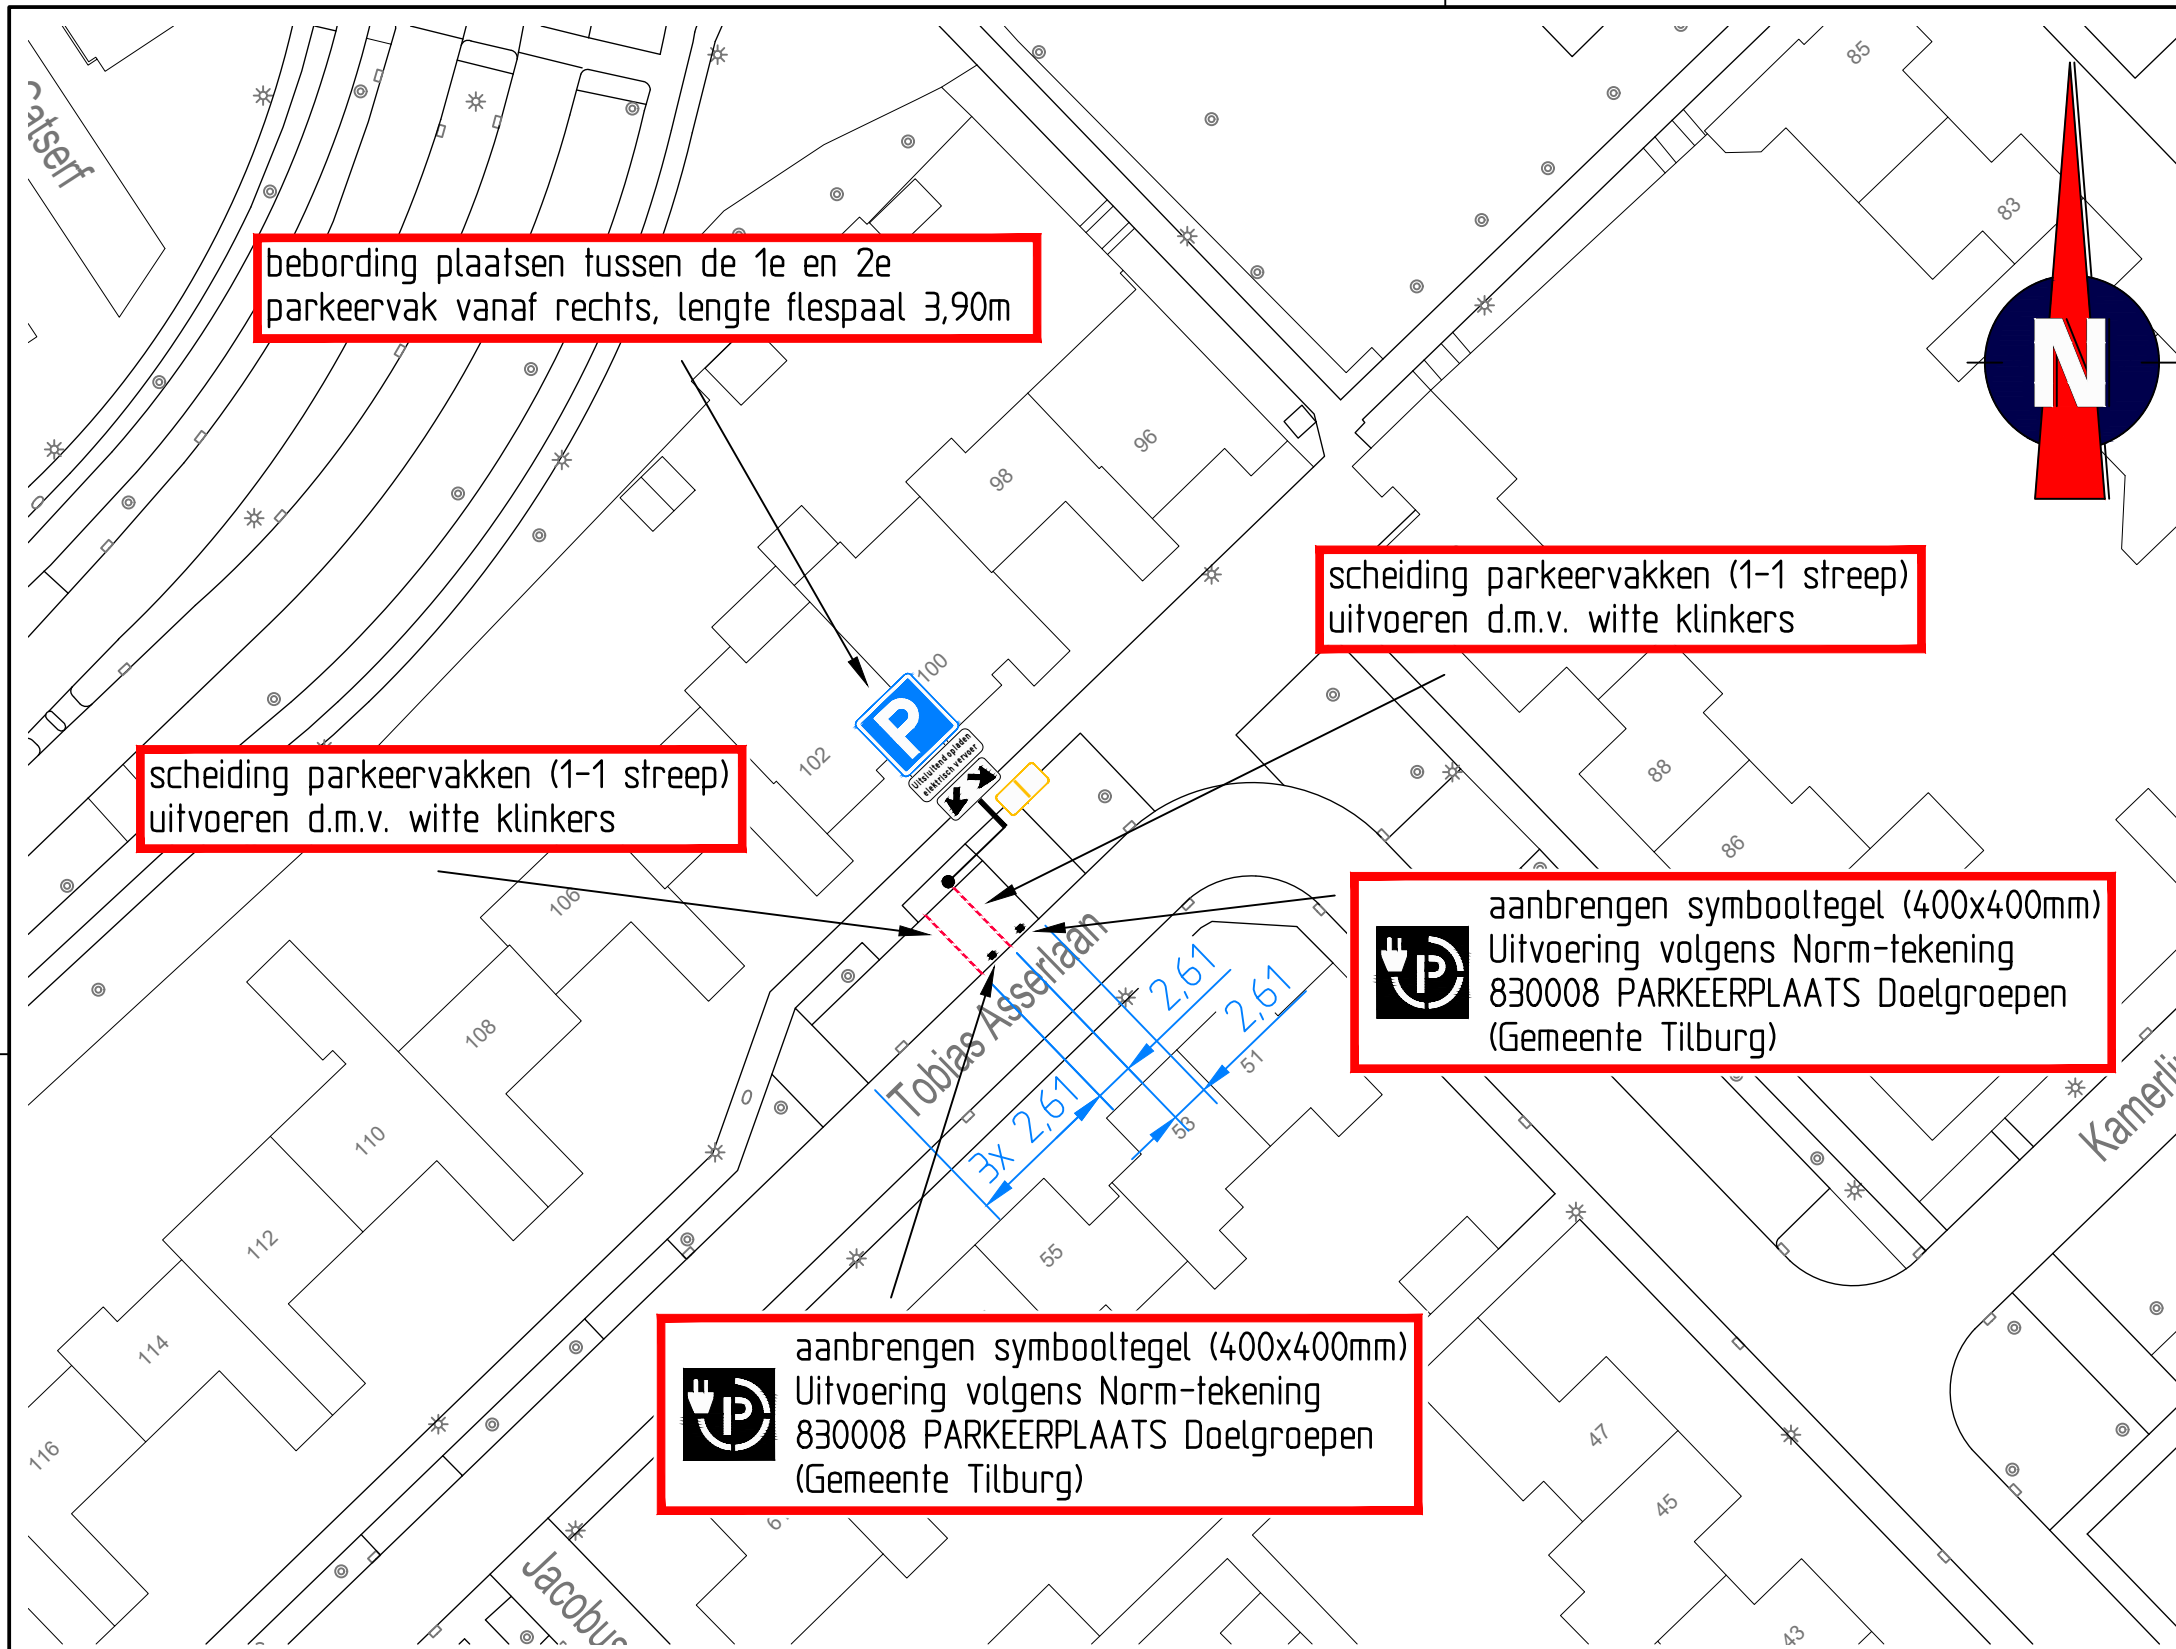 bebording plaatsen tussen de 1e en 2e
parkeervak vanaf rechts, lengte flespaal 3,90m
85
83
N
96
98
100
102
scheiding parkeervakken (1-1 streep)
uitvoeren d.m.v. witte klinkers
P
Uitsluitend opladen
elektrisch vervoer
scheiding parkeervakken (1-1 streep)
uitvoeren d.m.v. witte klinkers
88
86
106
108
110
112
114
116
Tobias Asserlaan
aanbrengen symbooltegel (400x400mm)
Uitvoering volgens Norm-tekening
830008 PARKEERPLAATS Doelgroepen
(Gemeente Tilburg)
P
2,61
2,61
3x 2,61
51
53
55
aanbrengen symbooltegel (400x400mm)
Uitvoering volgens Norm-tekening
830008 PARKEERPLAATS Doelgroepen
(Gemeente Tilburg)
P
47
45
43
Jacobus